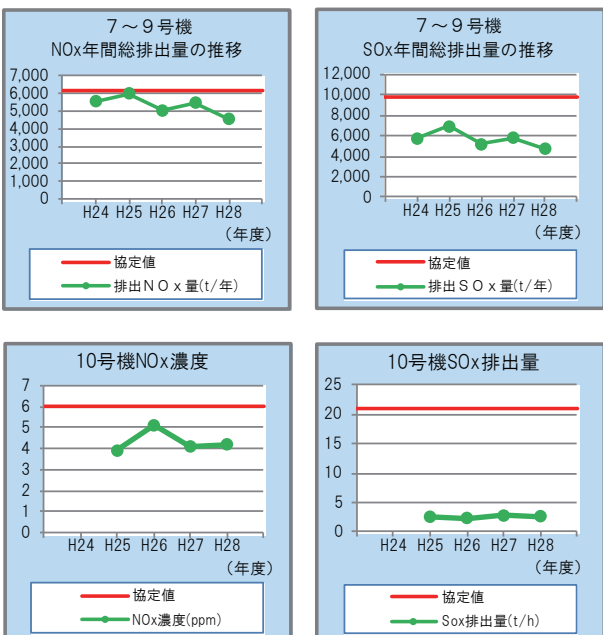 ７～９号機
NOx年間総排出量の推移
7,000
6,000
5,000
4,000
3,000
2,000
1,000
0
H24 H25 H26 H27 H28
（年度）
協定値
排出ＮＯｘ量(t/年)
７～９号機
SOx年間総排出量の推移
12,000
10,000
8,000
6,000
4,000
2,000
0
H24 H25 H26 H27 H28
（年度）
協定値
排出ＳＯｘ量(t/年)
10号機NOx濃度
7
6
5
4
3
2
1
0
H24 H25 H26 H27 H28
（年度）
協定値
NOx濃度(ppm)
10号機SOx排出量
25
20
15
10
5
0
H24 H25 H26 H27 H28
（年度）
協定値
Sox排出量(t/h)